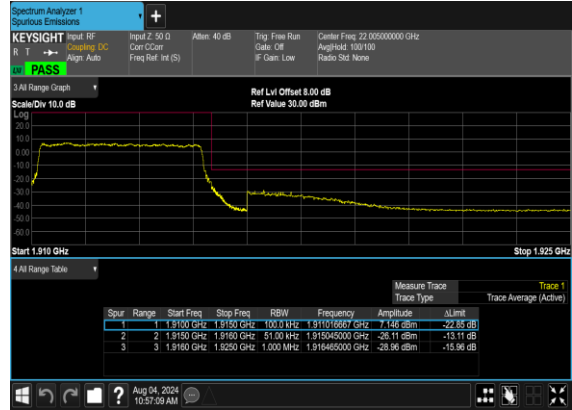 Spectrum Analyzer 1
Spurious Emissions
+
KEYSIGHT
R T
LW PASS
Input: RF
Coupling: DC
Align: Auto
Input Z: 50 Ω
Corr CCorr
Freq Ref: Int (S)
Atten: 40 dB
Trig: Free Run
Gate: Off
IF Gain: Low
Center Freq: 22.005000000 GHz
Avg|Hold: 100/100
Radio Std: None
3 All Range Graph
Scale/Div 10.0 dB
Ref Lvl Offset 8.00 dB
Ref Value 30.00 dBm
Log
20.0
10.0
0.00
-10.0
-20.0
-30.0
-40.0
-50.0
-60.0
Start 1.910 GHz
Stop 1.925 GHz
4 All Range Table
Measure Trace Trace 1
Trace Type Trace Average (Active)
Spur Range Start Freq Stop Freq RBW Frequency Amplitude ΔLimit
1 1 1.9100 GHz 1.9150 GHz 100.0 kHz 1.911016667 GHz 7.146 dBm -22.85 dB
2 2 1.9150 GHz 1.9160 GHz 51.00 kHz 1.915045000 GHz -26.11 dBm -13.11 dB
3 3 1.9160 GHz 1.9250 GHz 1.000 MHz 1.916465000 GHz -28.96 dBm -15.96 dB
?
Aug 04, 2024
10:57:09 AM